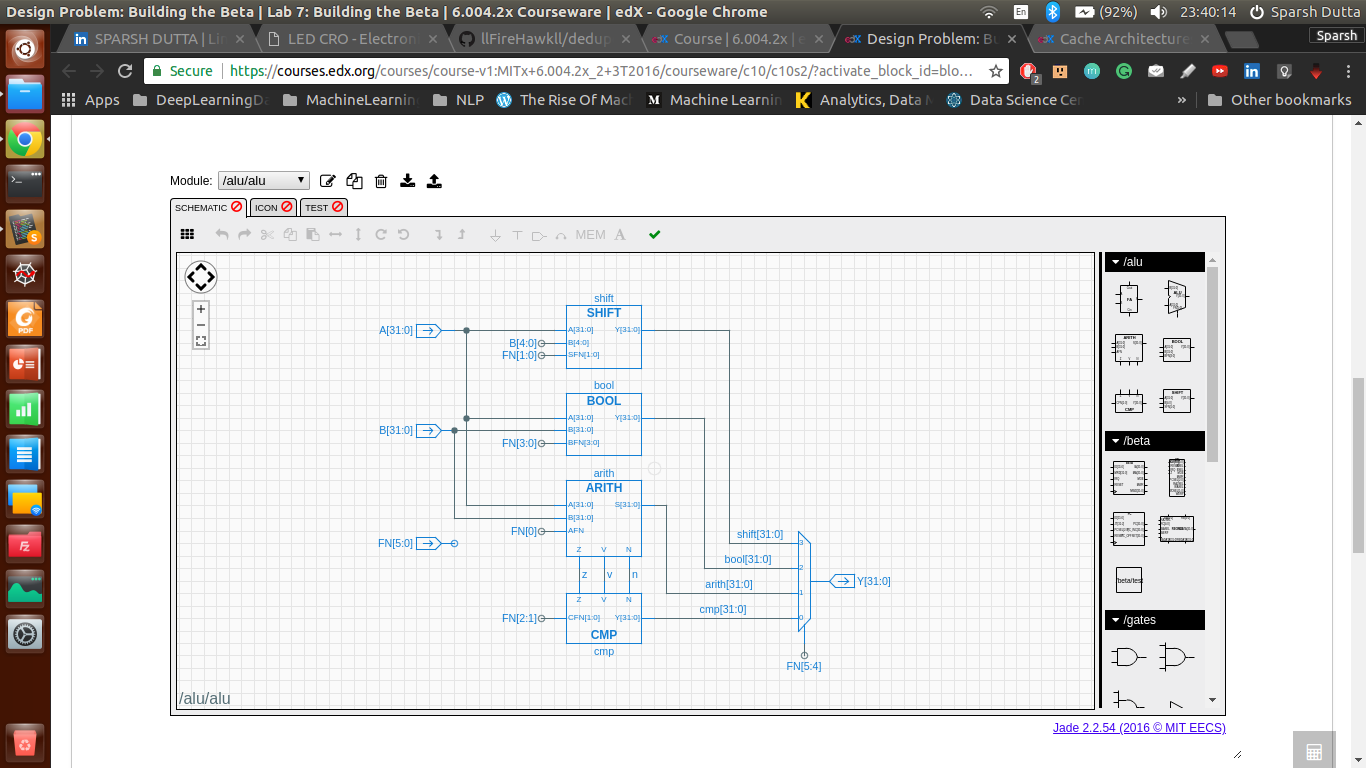 Design Problem: Building the Beta | Lab 7: Building the Beta | 6.004.2x Courseware | edX - Google Chrome
En (92%) 23:40:14 Sparsh Dutta
SPARSH DUTTA | Lin LED CRO - Electron llFireHawkll/dedup Course | 6.004.2x | e Design Problem: Bu Cache Architecture Sparsh
Secure https://courses.edx.org/courses/course-v1:MITx+6.004.2x_2+3T2016/courseware/c10/c10s2/?activate_block_id=blo... 2
Apps DeepLearningDa MachineLearning NLP The Rise Of Mac Machine Learning Analytics, Data M Data Science Cen » Other bookmarks
Module: /alu/alu
SCHEMATIC ICON TEST
MEM A
/alu
shift
SHIFT
A[31:0] A[31:0] Y[31:0]
B[4:0] B[4:0]
FN[1:0] SFN[1:0]
bool
BOOL
A[31:0] Y[31:0]
B[31:0] B[31:0]
FN[3:0] BFN[3:0]
/beta
arith
ARITH
A[31:0] S[31:0]
B[31:0]
FN[0] AFN
FN[5:0]
Z V N
z v n
Z V N
FN[2:1] CFN[1:0] Y[31:0]
CMP
cmp
shift[31:0] 3
bool[31:0] 2
arith[31:0] 1
cmp[31:0] 0
Y[31:0]
FN[5:4]
/beta/test
/gates
/alu/alu
Jade 2.2.54 (2016 © MIT EECS)